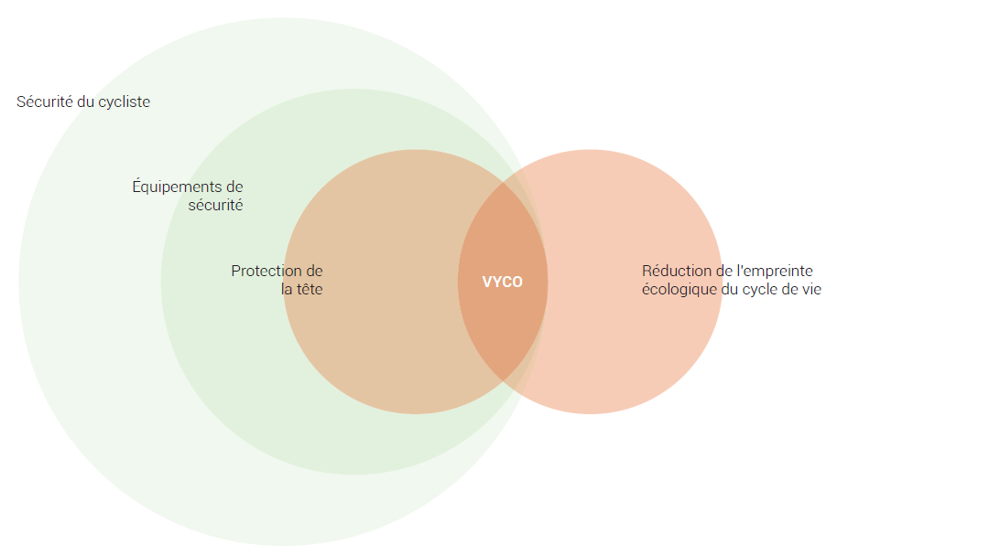 Sécurité du cycliste
Équipements de
sécurité
Protection de
la tête
VYCO
Réduction de l'empreinte
écologique du cycle de vie